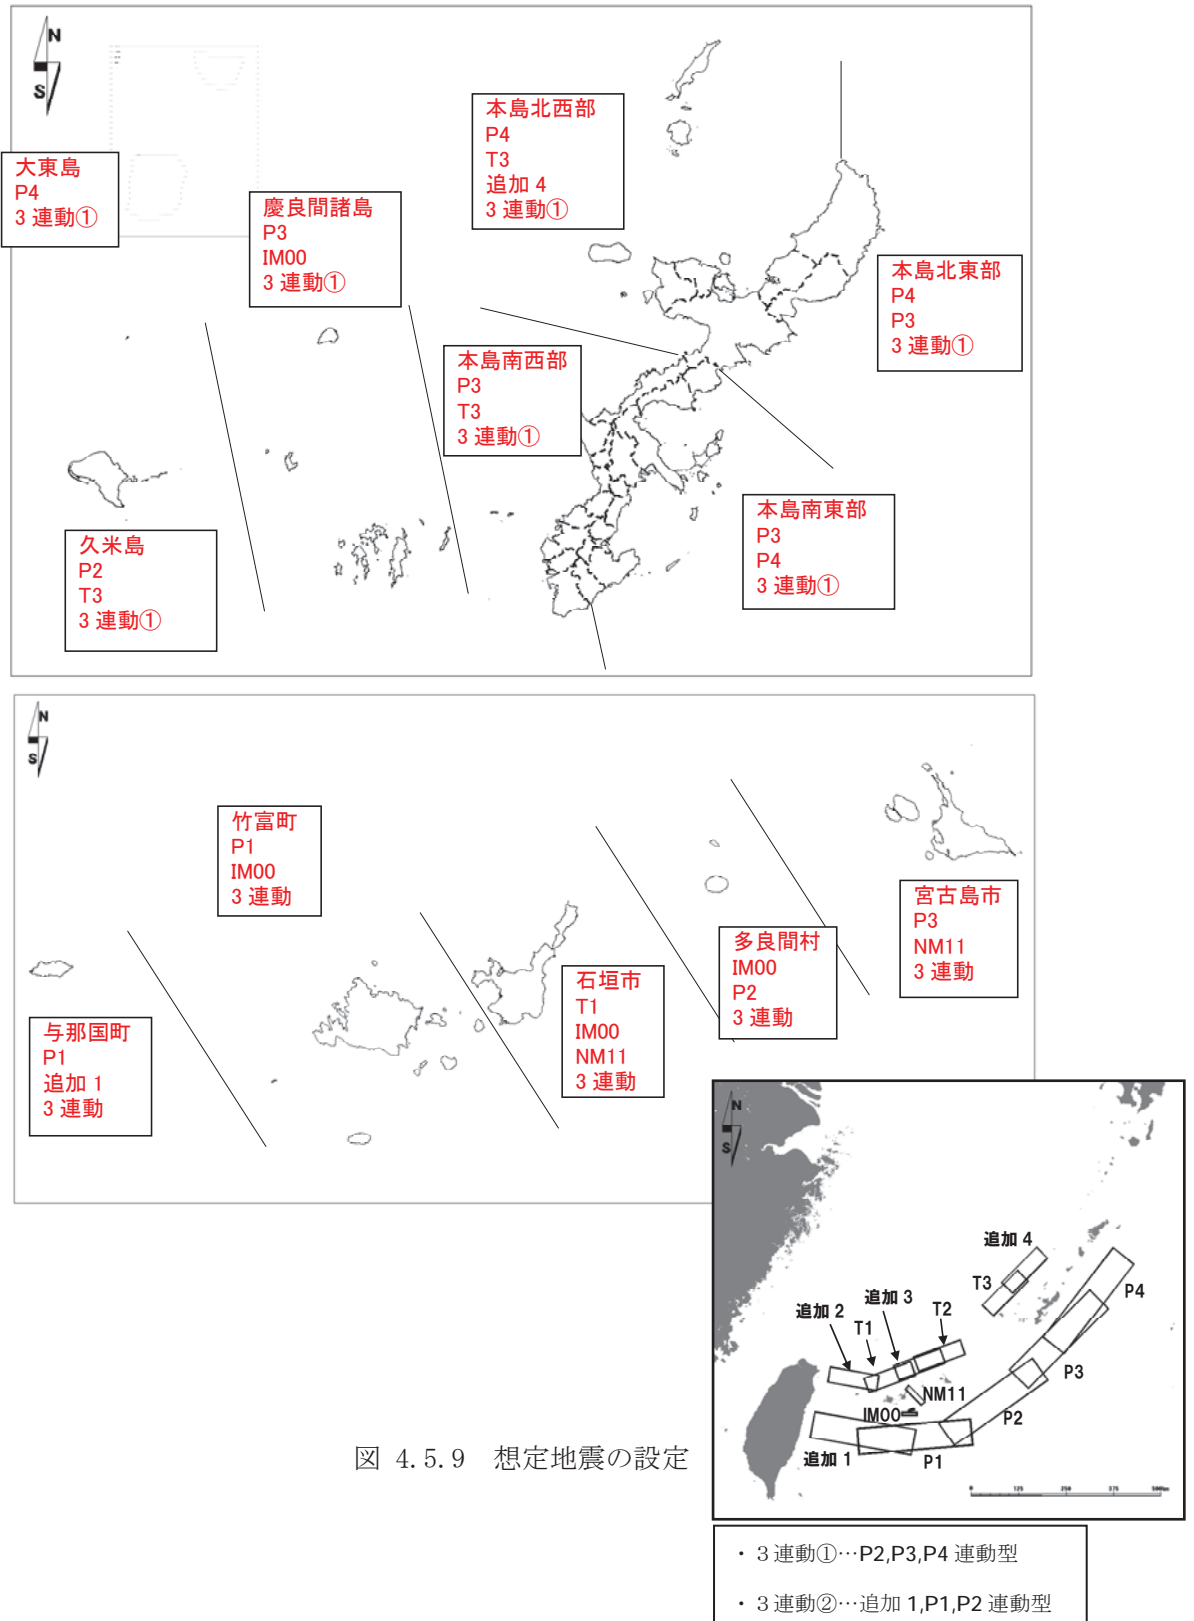 N
S
本島北西部
P4
T3
追加 4
3 連動①
大東島
P4
3 連動①
慶良間諸島
P3
IM00
3 連動①
本島北東部
P4
P3
3 連動①
本島南西部
P3
T3
3 連動①
本島南東部
P3
P4
3 連動①
久米島
P2
T3
3 連動①
N
S
竹富町
P1
IM00
3 連動
宮古島市
P3
NM11
3 連動
多良間村
IM00
P2
3 連動
石垣市
T1
IM00
NM11
3 連動
与那国町
P1
追加 1
3 連動
N
S
追加 4
T3
P4
追加 3
追加 2
T1
T2
P3
NM11
IM00
P2
追加 1
P1
0 125 250 375 500km
図 4.5.9 想定地震の設定
・３連動①…P2,P3,P4 連動型
・３連動②…追加 1,P1,P2 連動型